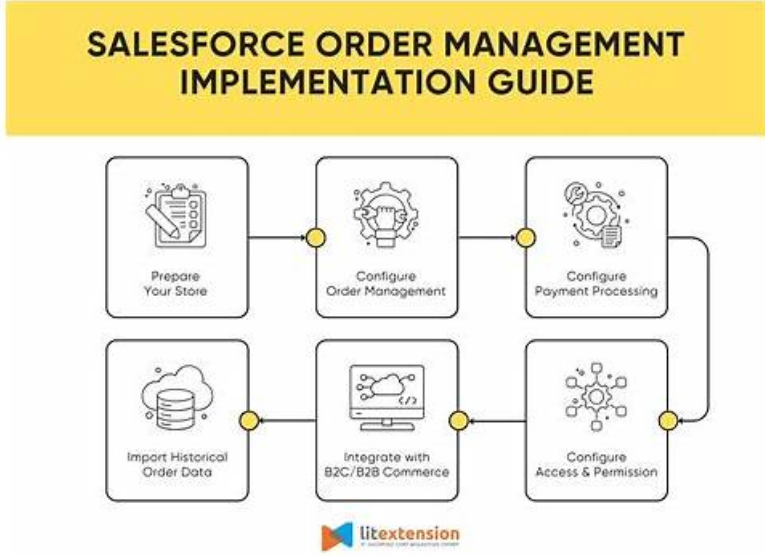 SALESFORCE ORDER MANAGEMENT
IMPLEMENTATION GUIDE
Prepare
Your Store
Configure
Order Management
Configure
Payment Processing
Configure
Access & Permission
Integrate with
B2C/B2B Commerce
Import Historical
Order Data
litextension